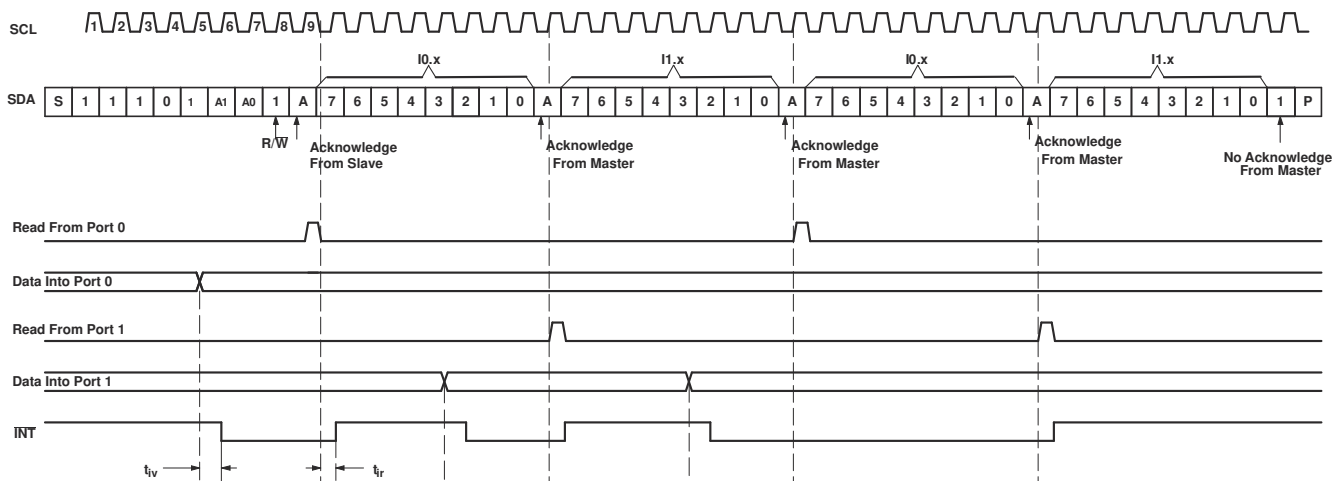 SCL 1 2 3 4 5 6 7 8 9
I0.x I1.x I0.x I1.x
SDA S 1 1 1 0 1 A1 A0 1 A 7 6 5 4 3 2 1 0 A 7 6 5 4 3 2 1 0 A 7 6 5 4 3 2 1 0 A 7 6 5 4 3 2 1 0 1 P
R/W̅
Acknowledge
From Slave
Acknowledge
From Master
Acknowledge
From Master
Acknowledge
From Master
No Acknowledge
From Master
Read From Port 0
Data Into Port 0
Read From Port 1
Data Into Port 1
I̅N̅T̅
tiv
tir